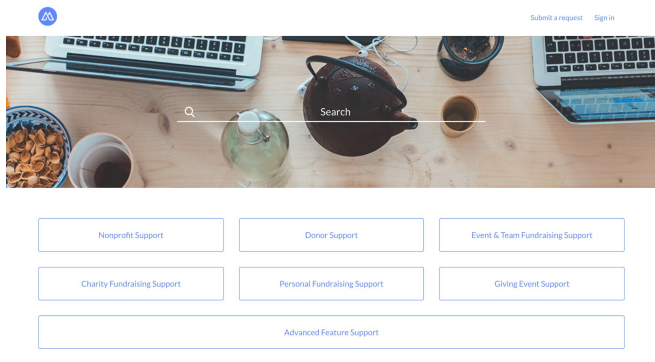 Submit a request Sign in
Search
Nonprofit Support Donor Support Event & Team Fundraising Support
Charity Fundraising Support Personal Fundraising Support Giving Event Support
Advanced Feature Support